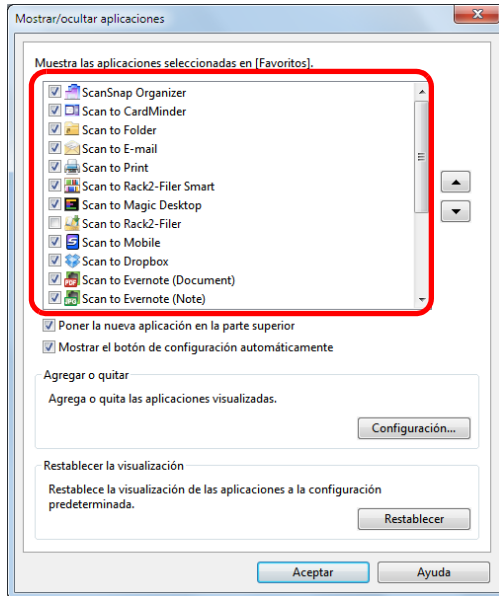 Mostrar/ocultar aplicaciones
Muestra las aplicaciones seleccionadas en [Favoritos].
ScanSnap Organizer
Scan to CardMinder
Scan to Folder
Scan to E-mail
Scan to Print
Scan to Rack2-Filer Smart
Scan to Magic Desktop
Scan to Rack2-Filer
Scan to Mobile
Scan to Dropbox
Scan to Evernote (Document)
Scan to Evernote (Note)
Poner la nueva aplicación en la parte superior
Mostrar el botón de configuración automáticamente
Agregar o quitar
Agrega o quita las aplicaciones visualizadas.
Configuración...
Restablecer la visualización
Restablece la visualización de las aplicaciones a la configuración
predeterminada.
Restablecer
Aceptar Ayuda